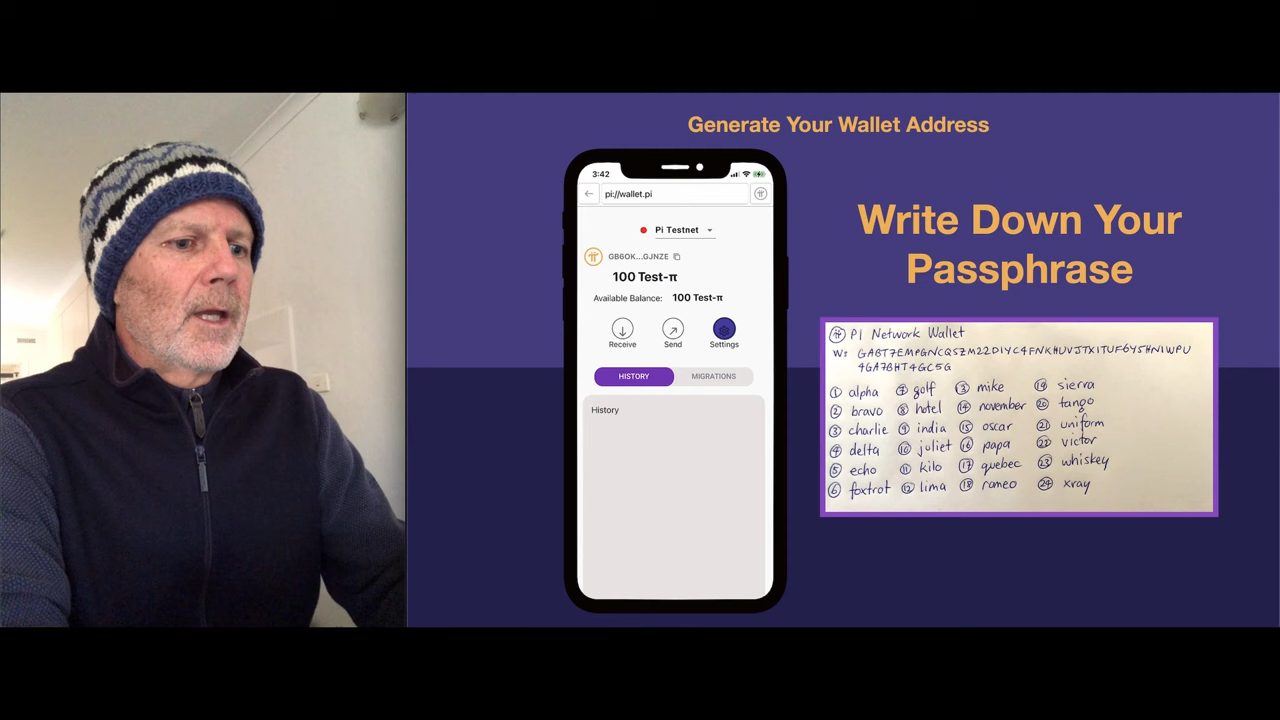 Generate Your Wallet Address
3:42
pi://wallet.pi
Pi Testnet
GB6OK...GJNZE
100 Test-π
Available Balance: 100 Test-π
Receive Send Settings
HISTORY MIGRATIONS
History
Write Down Your
Passphrase
PI Network Wallet
W: GABT7EMPGNCQSZM22DIYC4FNKHUVJTXITUF6Y5HNIWPU
4GA7BHT4GC5G
1 alpha 7 golf 13 mike 19 sierra
2 bravo 8 hotel 14 november 20 tango
3 charlie 9 india 15 oscar 21 uniform
4 delta 10 juliet 16 papa 22 victor
5 echo 11 kilo 17 quebec 23 whiskey
6 foxtrot 12 lima 18 romeo 24 xray